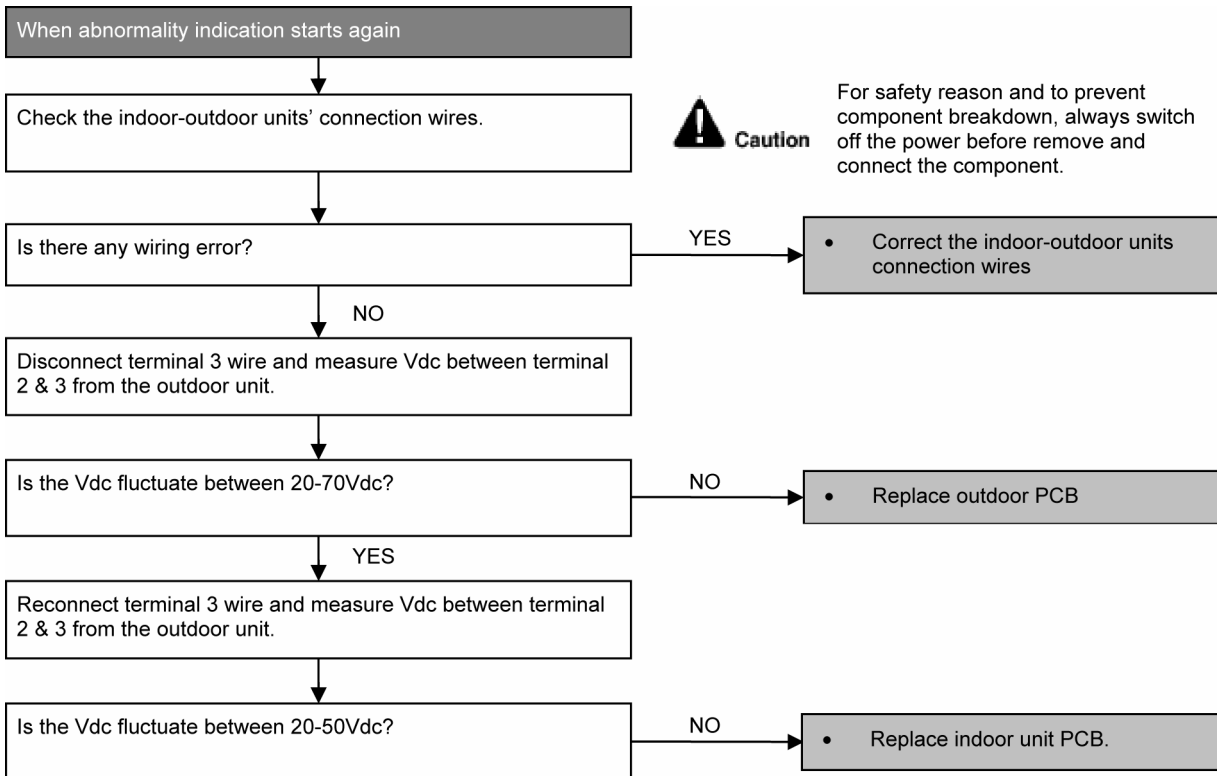 When abnormality indication starts again
Check the indoor-outdoor units' connection wires.
Caution
For safety reason and to prevent
component breakdown, always switch
off the power before remove and
connect the component.
Is there any wiring error?
YES
• Correct the indoor-outdoor units
connection wires
NO
Disconnect terminal 3 wire and measure Vdc between terminal
2 & 3 from the outdoor unit.
Is the Vdc fluctuate between 20-70Vdc?
NO
• Replace outdoor PCB
YES
Reconnect terminal 3 wire and measure Vdc between terminal
2 & 3 from the outdoor unit.
Is the Vdc fluctuate between 20-50Vdc?
NO
• Replace indoor unit PCB.